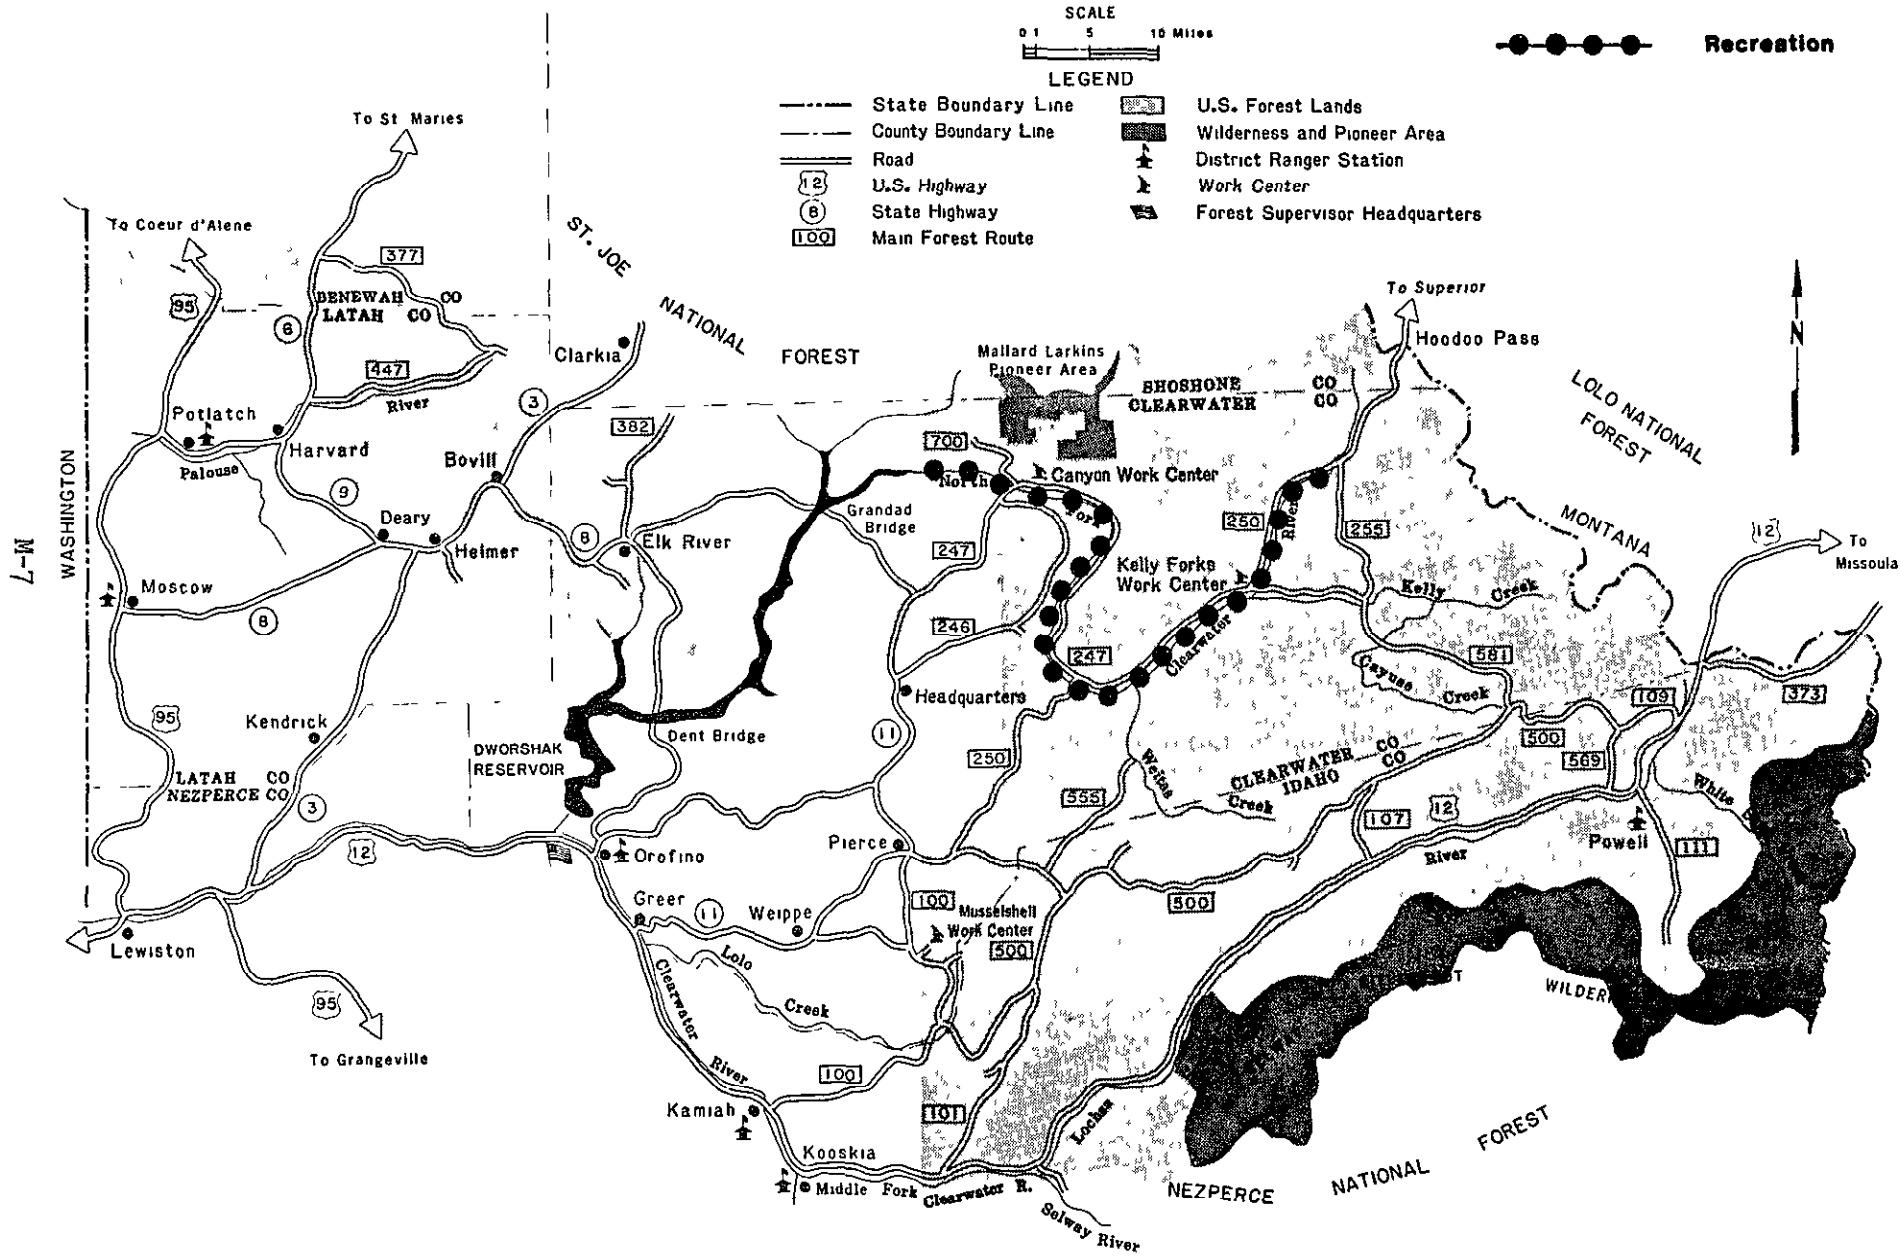 SCALE
0 1 5 10 Miles
LEGEND
State Boundary Line
County Boundary Line
Road
12 U.S. Highway
8 State Highway
100 Main Forest Route
U.S. Forest Lands
Wilderness and Pioneer Area
District Ranger Station
Work Center
Forest Supervisor Headquarters
Recreation
To St Maries
To Coeur d'Alene
377
95
BENEWAH CO
LATAH CO
6
ST. JOE
NATIONAL
FOREST
Clarkia
447
River
3
Potlatch
Harvard
Palouse
382
Bovill
9
Deary
Helmer
8
Elk River
WASHINGTON
M-7
Moscow
8
To Superior
Hoodoo Pass
N
Mallard Larkins
Pioneer Area
SHOSHONE CO
CLEARWATER CO
LOLO NATIONAL
FOREST
700
Canyon Work Center
North
Fork
Grandad
Bridge
247
250
River
255
MONTANA
12
To
Missoula
Kelly Forks
Work Center
Kelly Creek
246
247
Clearwater
581
Cayuse Creek
109
373
Headquarters
95
Kendrick
Dent Bridge
DWORSHAK
RESERVOIR
11
250
500
569
LATAH CO
NEZPERCE CO
3
Weitas
Creek
CLEARWATER CO
IDAHO CO
555
107
12
White
12
Orofino
Pierce
River
Powell
111
Greer
11
Weippe
100
Musselshell
Work Center
500
500
Lewiston
Lolo
Creek
Clearwater
River
95
To Grangeville
WILDER
100
Kamiah
101
Lochsa
Kooskia
Middle Fork Clearwater R.
Selway River
NEZPERCE
NATIONAL
FOREST